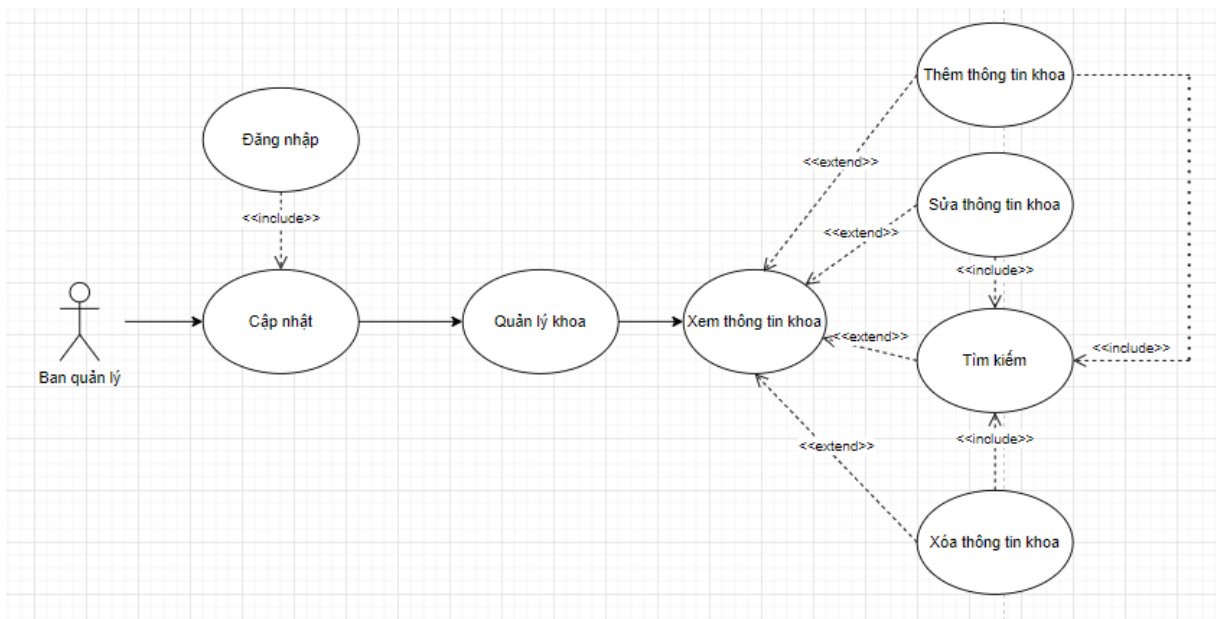 Thêm thông tin khoa
Đăng nhập
<<extend>>
Sửa thông tin khoa
<<include>>
<<extend>>
<<include>>
Ban quản lý
Cập nhật
Quản lý khoa
Xem thông tin khoa
<<extend>>
Tìm kiếm
<<include>>
<<extend>>
<<include>>
Xóa thông tin khoa